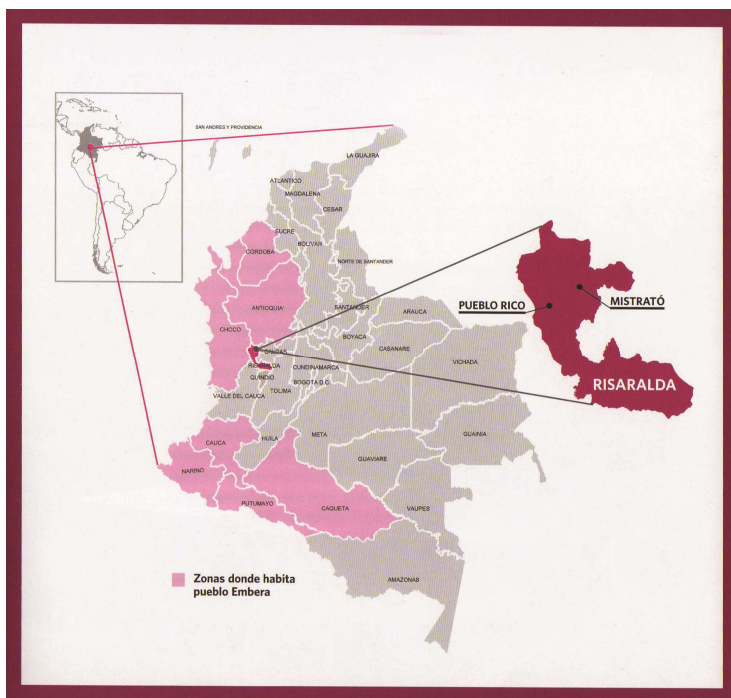 SAN ANDRES Y PROVIDENCIA
LA GUAJIRA
ATLANTICO
MAGDALENA
CESAR
SUCRE
BOLIVAR
CORDOBA
NORTE DE SANTANDER
ANTIOQUIA
SANTANDER
ARAUCA
CHOCO
BOYACA
CASANARE
CALDAS
VICHADA
RISARALDA
CUNDINAMARCA
QUINDIO
BOGOTA D.C
TOLIMA
VALLE DEL CAUCA
CAUCA
HUILA
META
GUAINIA
NARINO
GUAVIARE
PUTUMAYO
CAQUETA
VAUPES
AMAZONAS
PUEBLO RICO
MISTRATÓ
RISARALDA
Zonas donde habita
pueblo Embera